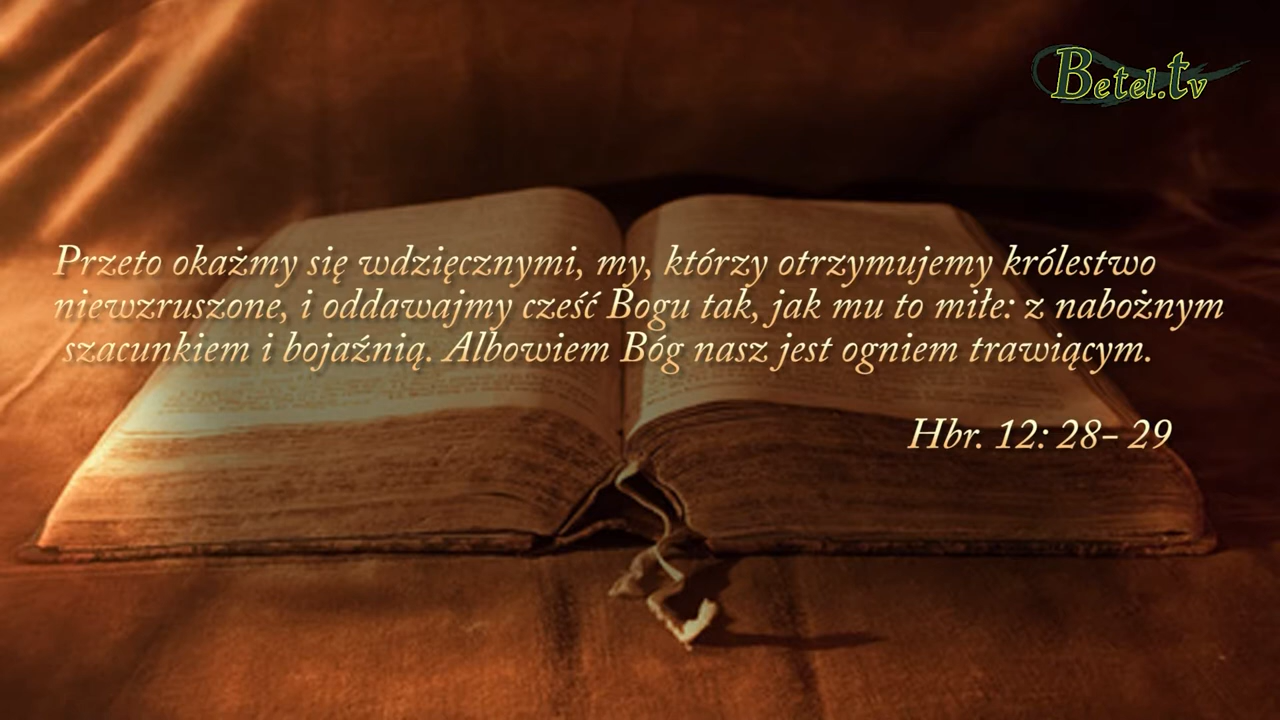 Betel.tv
Przeto okażmy się wdzięcznymi, my, którzy otrzymujemy królestwo
niewzruszone, i oddawajmy cześć Bogu tak, jak mu to miłe: z nabożnym
szacunkiem i bojaźnią. Albowiem Bóg nasz jest ogniem trawiącym.
Hbr. 12: 28- 29